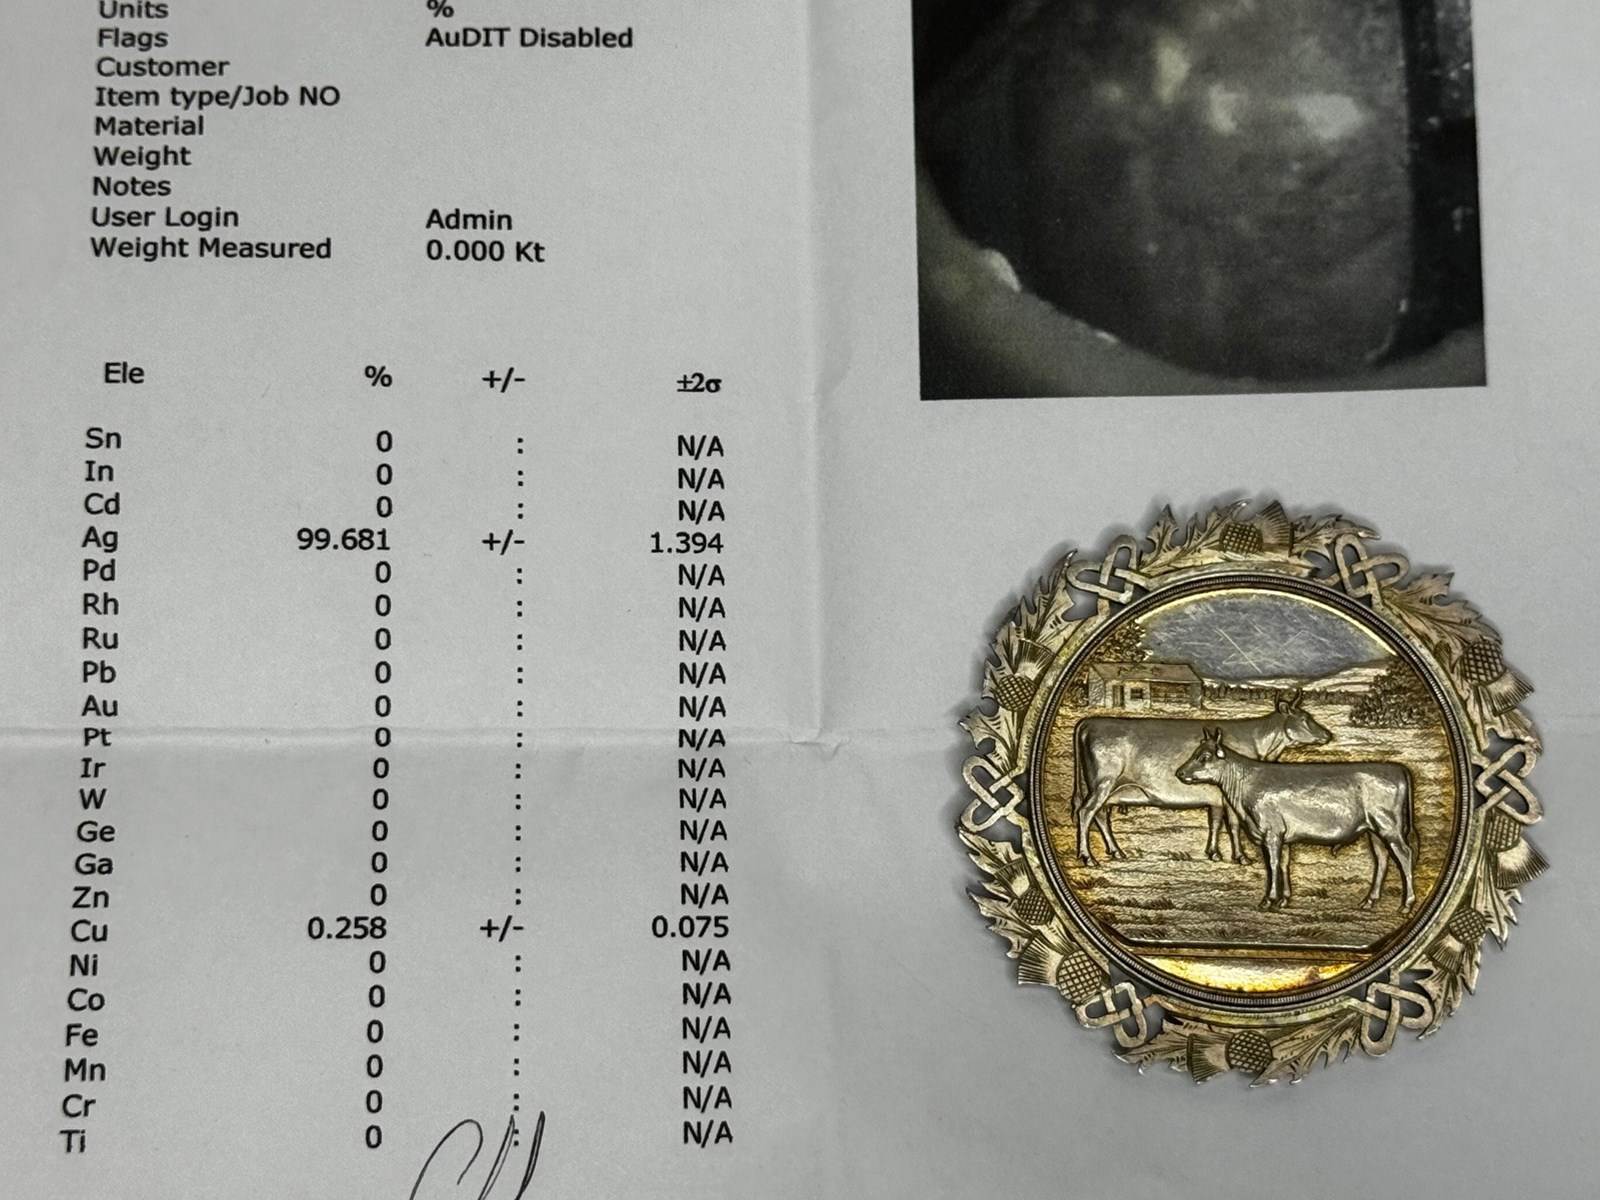 Units %
Flags AuDIT Disabled
Customer
Item type/Job NO
Material
Weight
Notes
User Login Admin
Weight Measured 0.000 Kt
Ele % +/- ±2σ
Sn 0 : N/A
In 0 : N/A
Cd 0 : N/A
Ag 99.681 +/- 1.394
Pd 0 : N/A
Rh 0 : N/A
Ru 0 : N/A
Pb 0 : N/A
Au 0 : N/A
Pt 0 : N/A
Ir 0 : N/A
W 0 : N/A
Ge 0 : N/A
Ga 0 : N/A
Zn 0 : N/A
Cu 0.258 +/- 0.075
Ni 0 : N/A
Co 0 : N/A
Fe 0 : N/A
Mn 0 : N/A
Cr 0 : N/A
Ti 0 : N/A